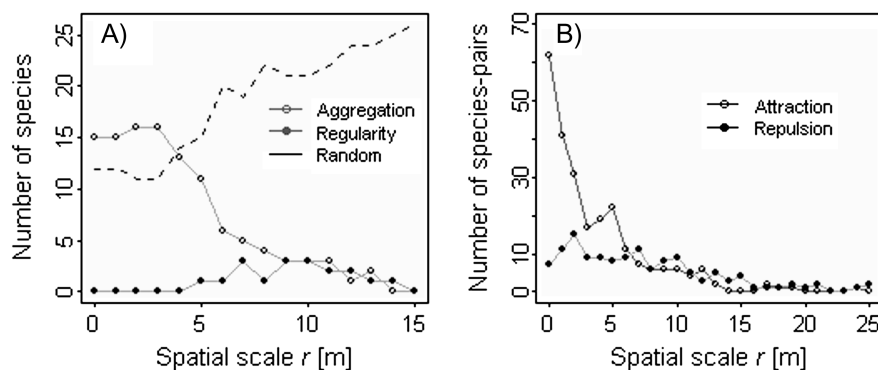 A)
Number of species
25
20
15
10
5
0
Aggregation
Regularity
Random
0 5 10 15
Spatial scale r [m]
B)
Number of species-pairs
70
50
30
10
0
Attraction
Repulsion
0 5 10 15 20 25
Spatial scale r [m]